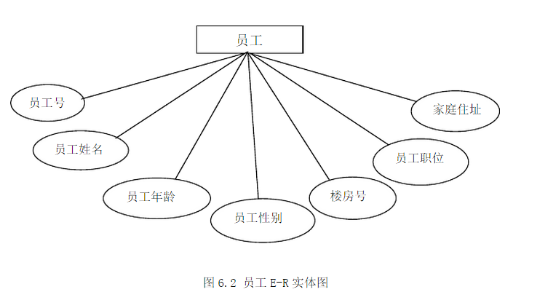 员工
员工号
家庭住址
员工姓名
员工职位
员工年龄
楼房号
员工性别
图 6.2 员工 E-R 实体图